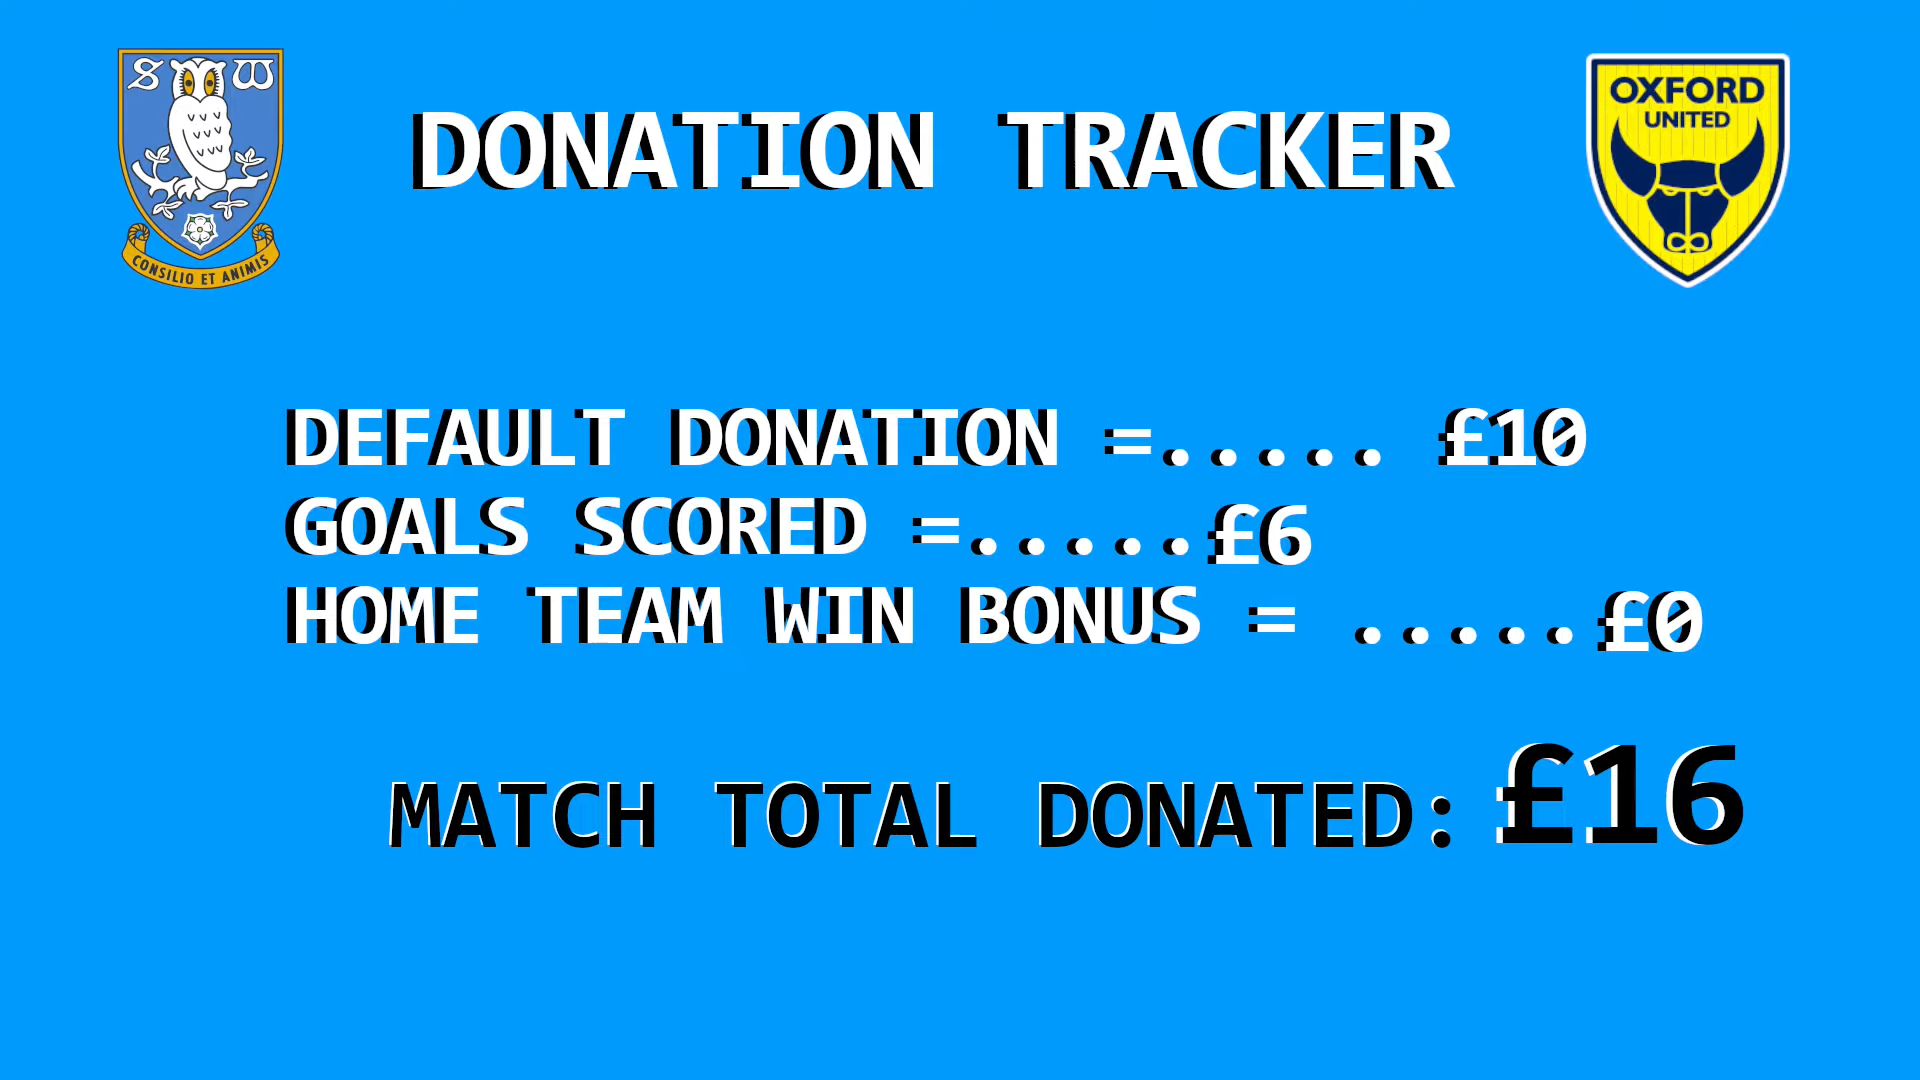 S W
CONSILIO ET ANIMIS
DONATION TRACKER
OXFORD
UNITED
DEFAULT DONATION =..... £10
GOALS SCORED =.....£6
HOME TEAM WIN BONUS = .....£0
MATCH TOTAL DONATED: £16